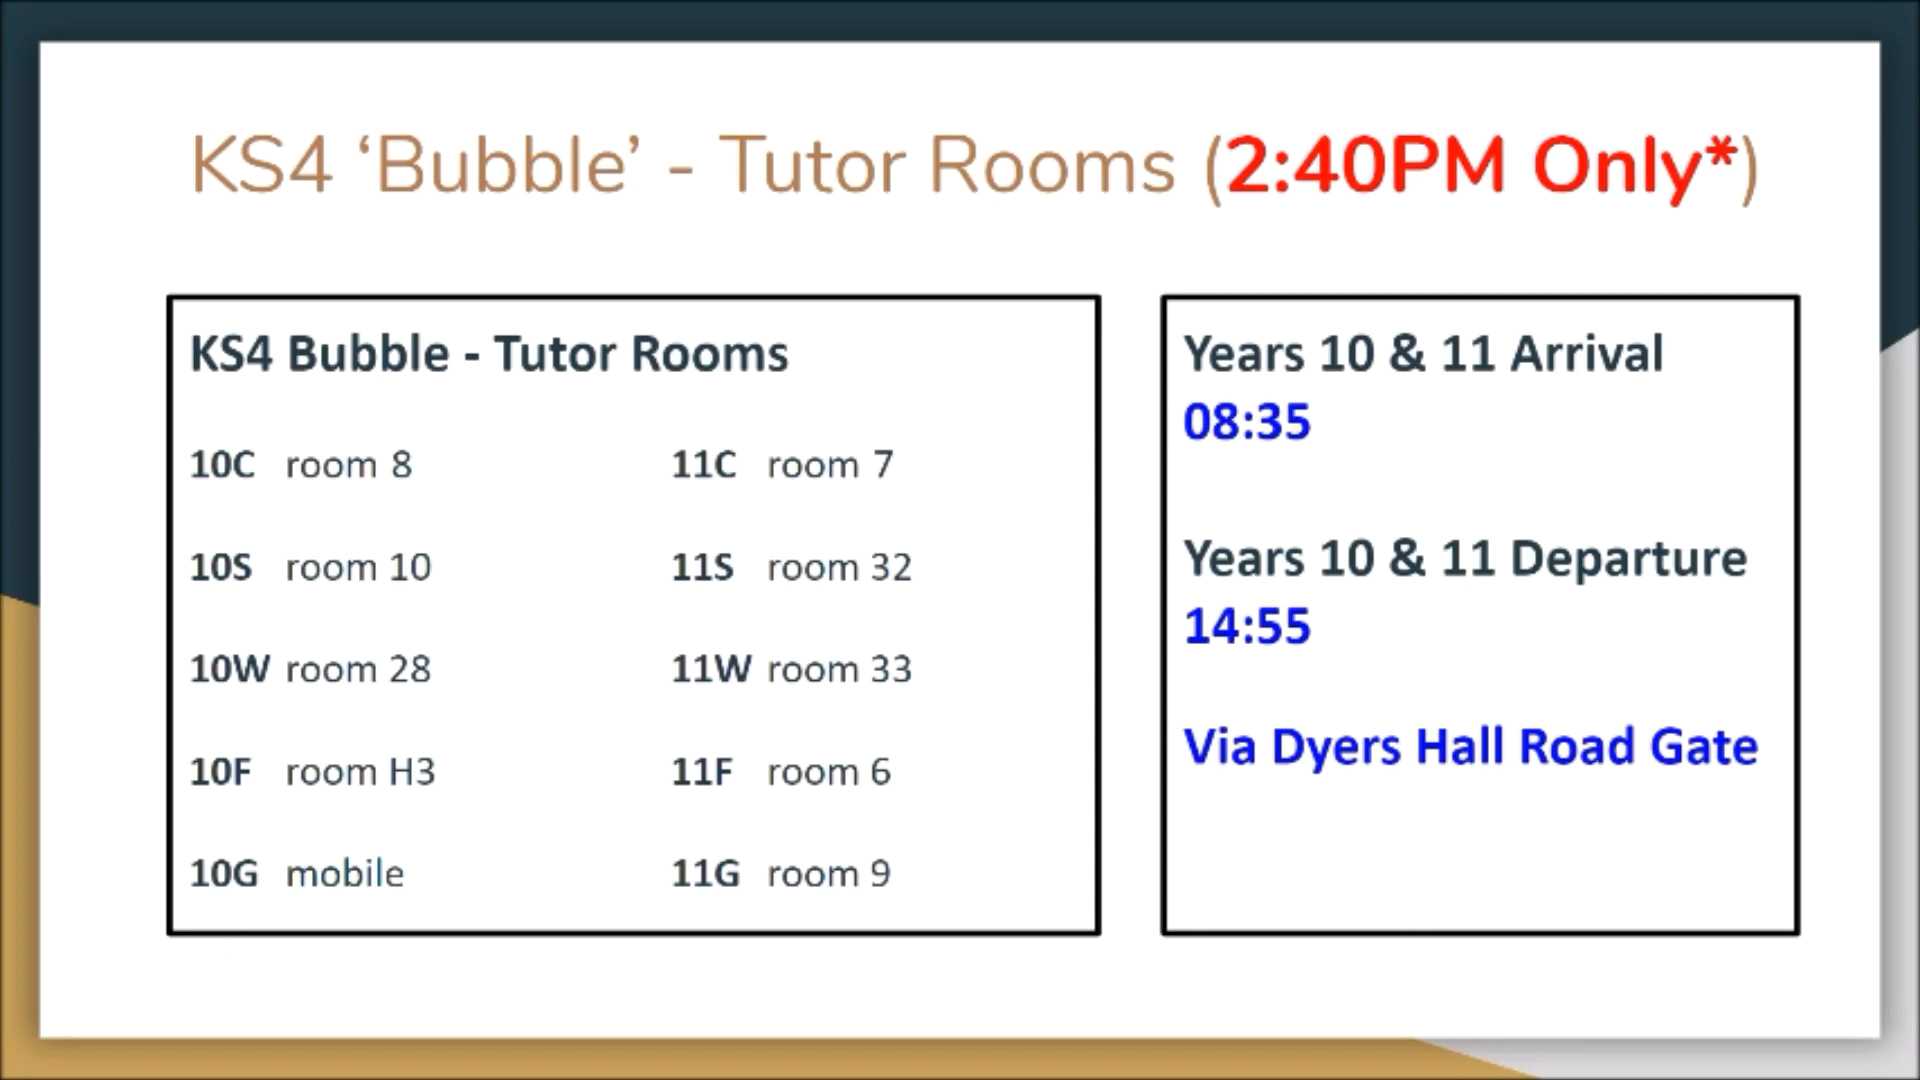 KS4 ‘Bubble’ - Tutor Rooms (2:40PM Only*)
KS4 Bubble - Tutor Rooms
10C room 8 11C room 7
10S room 10 11S room 32
10W room 28 11W room 33
10F room H3 11F room 6
10G mobile 11G room 9
Years 10 & 11 Arrival
08:35
Years 10 & 11 Departure
14:55
Via Dyers Hall Road Gate